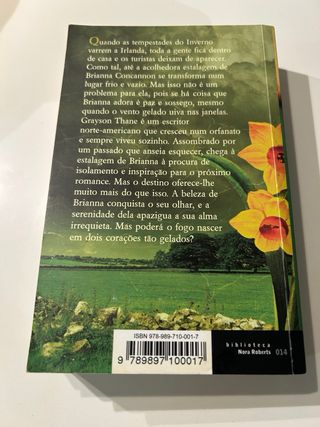 Quando as tempestades do Inverno
varrem a Irlanda, toda a gente fica dentro
de casa e os turistas deixam de aparecer.
Como tal, até a acolhedora estalagem de
Brianna Concannon se transforma num
lugar frio e vazio. Mas isso não é um
problema para ela, pois se há coisa que
Brianna adora é paz e sossego, mesmo
quando o vento gelado uiva nas janelas.
Grayson Thane é um escritor
norte-americano que cresceu num orfanato
e sempre viveu sozinho. Assombrado por
um passado que anseia esquecer, chega à
estalagem de Brianna à procura de
isolamento e inspiração para o próximo
romance. Mas o destino oferece-lhe
muito mais do que isso. A beleza de
Brianna conquista o seu olhar, e a
serenidade dela apazigua a sua alma
irrequieta. Mas poderá o fogo nascer
em dois corações tão gelados?
ISBN 978-989-710-001-7
9 789897 100017
biblioteca
Nora Roberts 014